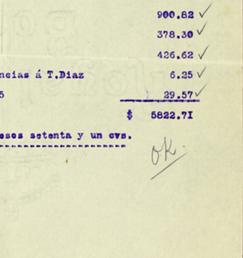 900.82 ✓
378.30 ✓
426.62 ✓
ncias á T.Diaz 6.25 ✓
5 29.57 ✓
$ 5822.71
esos setenta y un cvs.
OK.